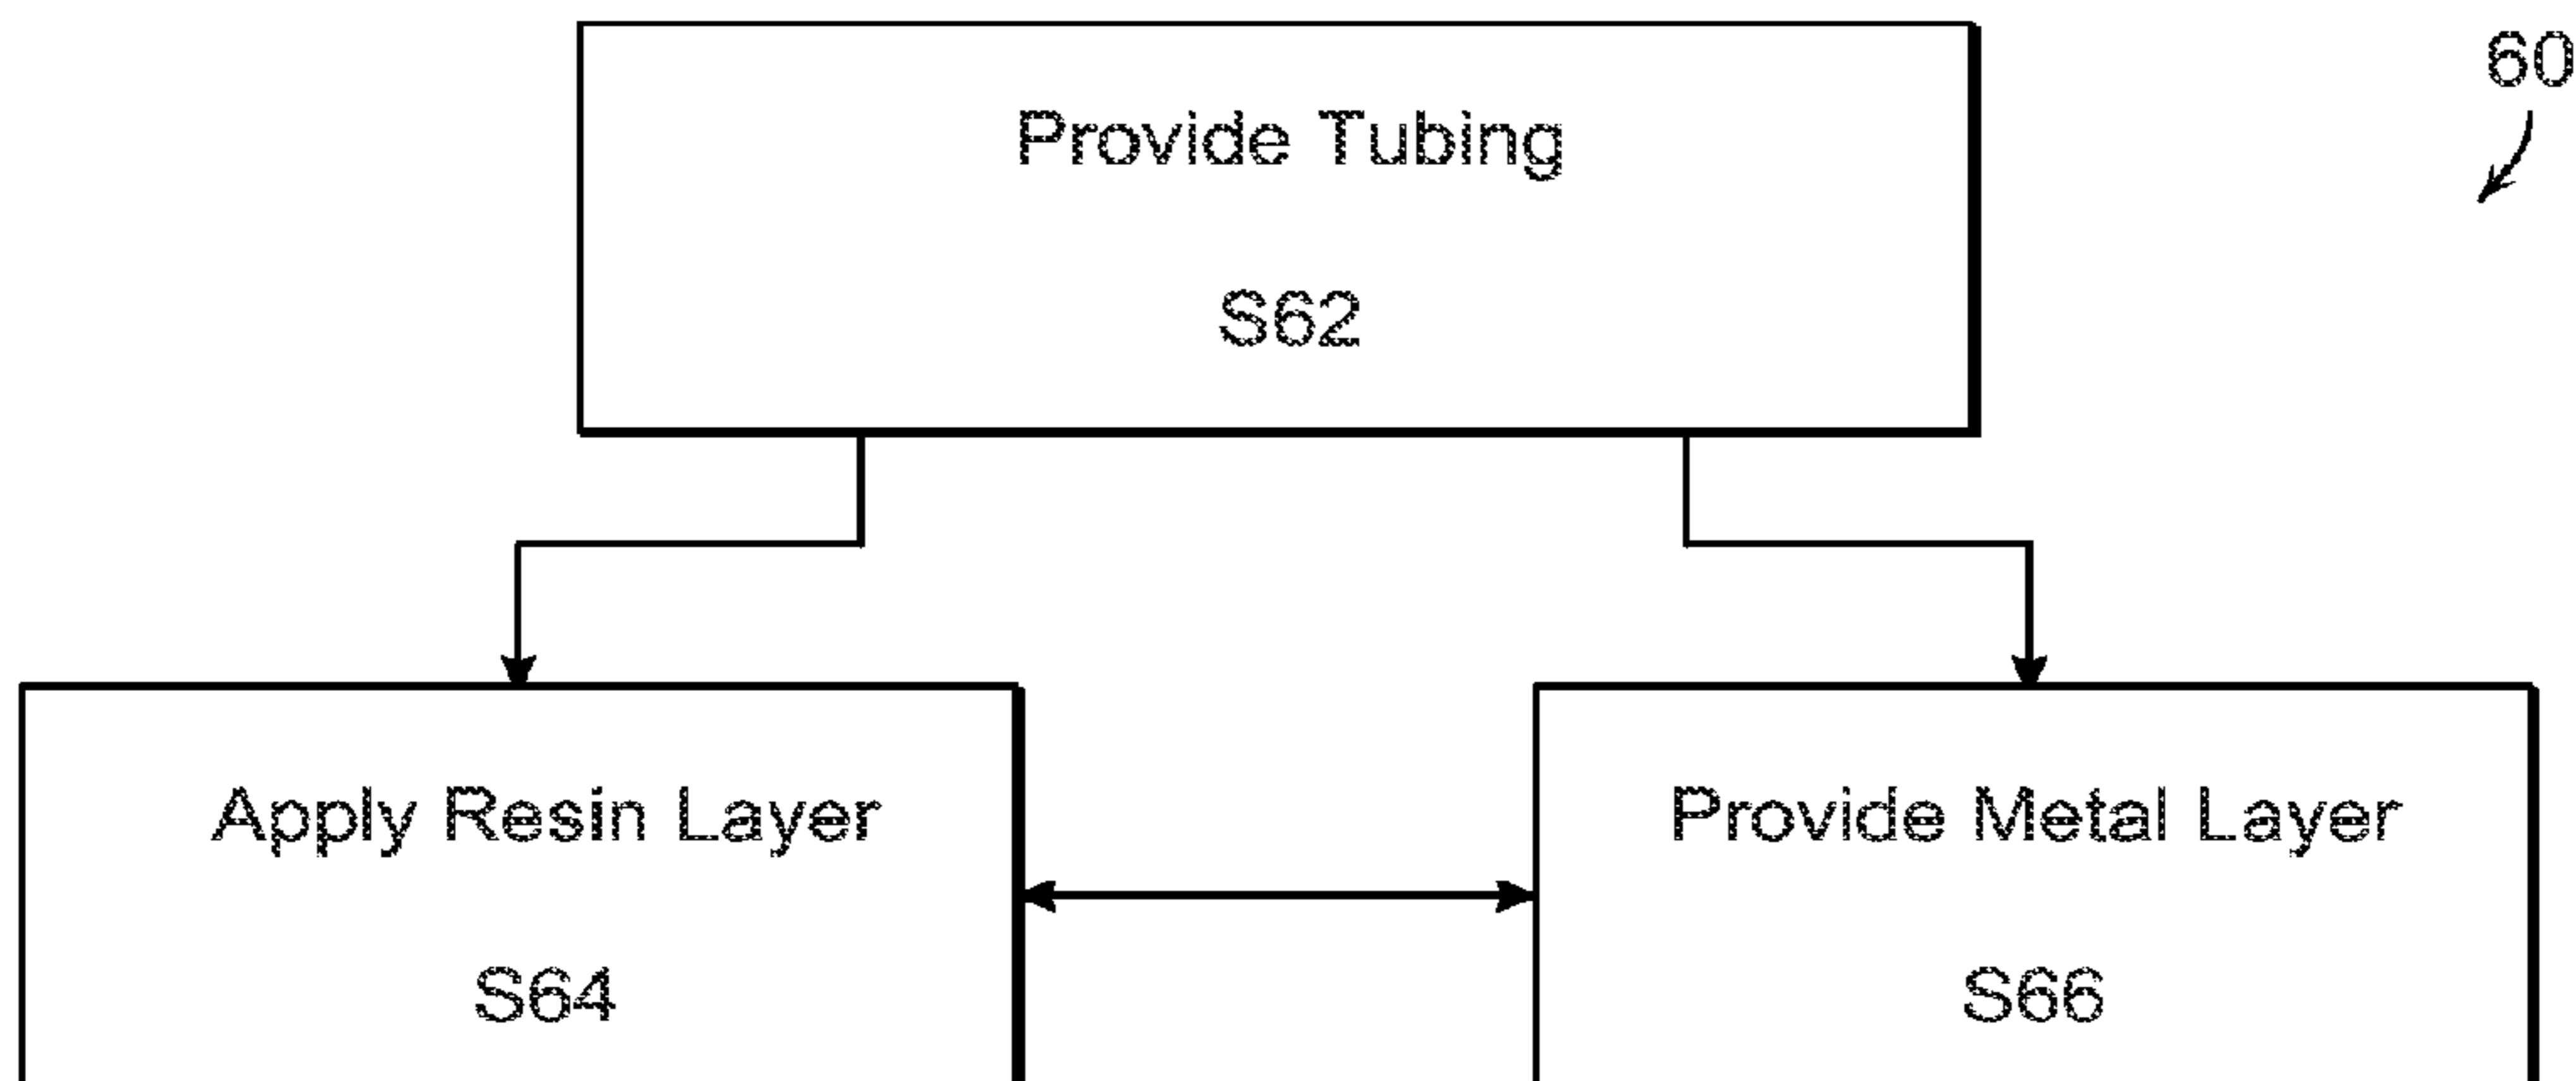 60
Provide Tubing
S62
Apply Resin Layer
S64
Provide Metal Layer
S66